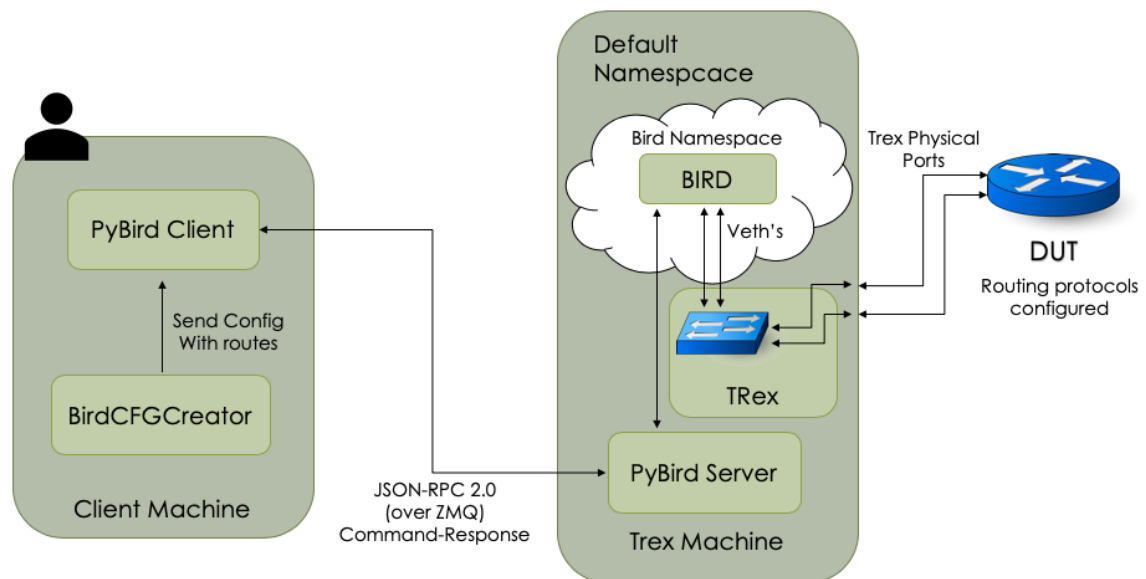 Default
Namespcace
Bird Namespace
BIRD
Veth's
Trex Physical
Ports
DUT
Routing protocols
configured
PyBird Client
Send Config
With routes
BirdCFGCreator
Client Machine
JSON-RPC 2.0
(over ZMQ)
Command-Response
TRex
PyBird Server
Trex Machine